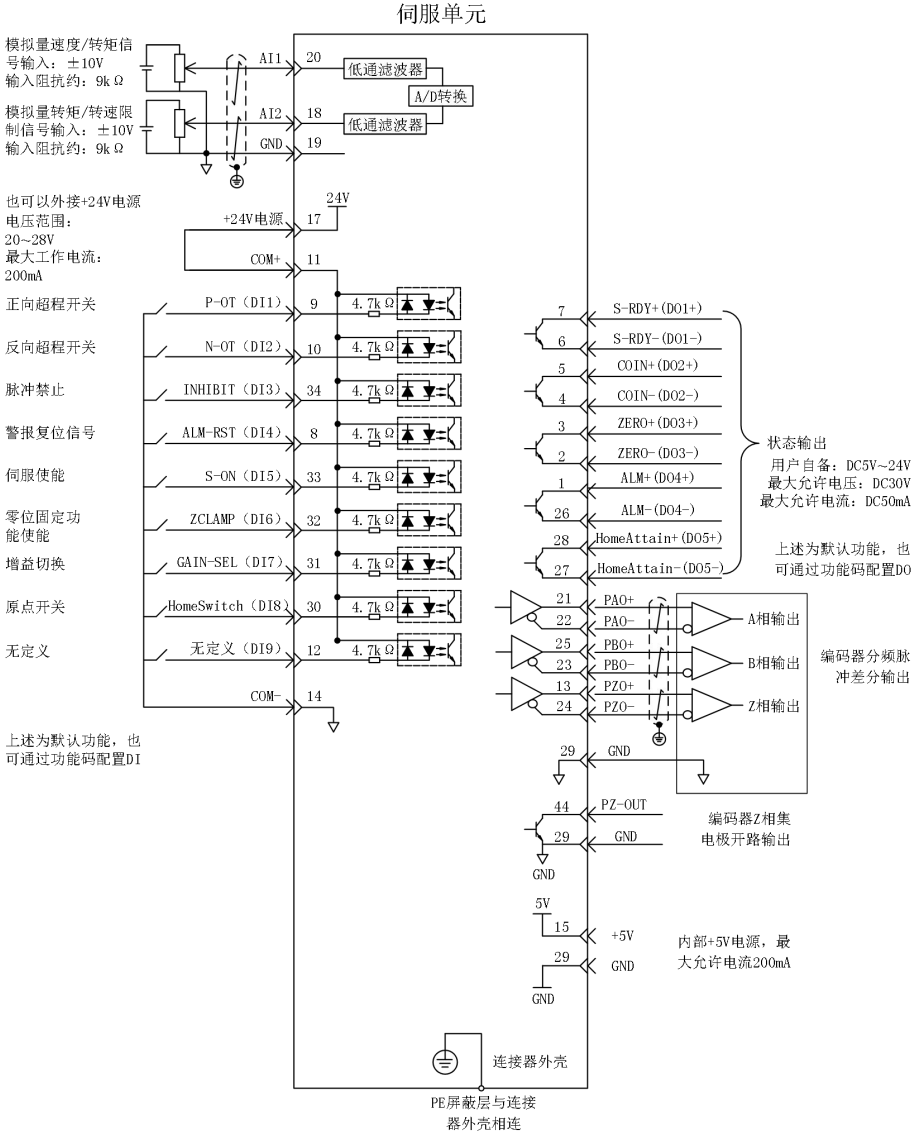 伺服单元
模拟量速度/转矩信
号输入: ±10V
输入阻抗约: 9kΩ
AI1
20
低通滤波器
A/D转换
模拟量转矩/转速限
制信号输入: ±10V
输入阻抗约: 9kΩ
AI2
18
低通滤波器
GND
19
也可以外接+24V电源
电压范围:
20~28V
最大工作电流:
200mA
24V
+24V电源
17
COM+
11
正向超程开关
P-OT (DI1)
9
4.7kΩ
反向超程开关
N-OT (DI2)
10
4.7kΩ
脉冲禁止
INHIBIT (DI3)
34
4.7kΩ
警报复位信号
ALM-RST (DI4)
8
4.7kΩ
伺服使能
S-ON (DI5)
33
4.7kΩ
零位固定功
能使能
ZCLAMP (DI6)
32
4.7kΩ
增益切换
GAIN-SEL (DI7)
31
4.7kΩ
原点开关
HomeSwitch (DI8)
30
4.7kΩ
无定义
无定义 (DI9)
12
4.7kΩ
COM-
14
上述为默认功能, 也
可通过功能码配置DI
7
S-RDY+(DO1+)
6
S-RDY-(DO1-)
5
COIN+(DO2+)
4
COIN-(DO2-)
3
ZERO+(DO3+)
2
ZERO-(DO3-)
1
ALM+(DO4+)
26
ALM-(DO4-)
28
HomeAttain+(DO5+)
27
HomeAttain-(DO5-)
状态输出
用户自备: DC5V~24V
最大允许电压: DC30V
最大允许电流: DC50mA
上述为默认功能, 也
可通过功能码配置DO
21
PAO+
22
PAO-
A相输出
25
PBO+
23
PBO-
B相输出
13
PZO+
24
PZO-
Z相输出
编码器分频脉
冲差分输出
29
GND
44
PZ-OUT
29
GND
GND
编码器Z相集
电极开路输出
5V
15
+5V
29
GND
GND
内部+5V电源, 最
大允许电流200mA
连接器外壳
PE屏蔽层与连接
器外壳相连